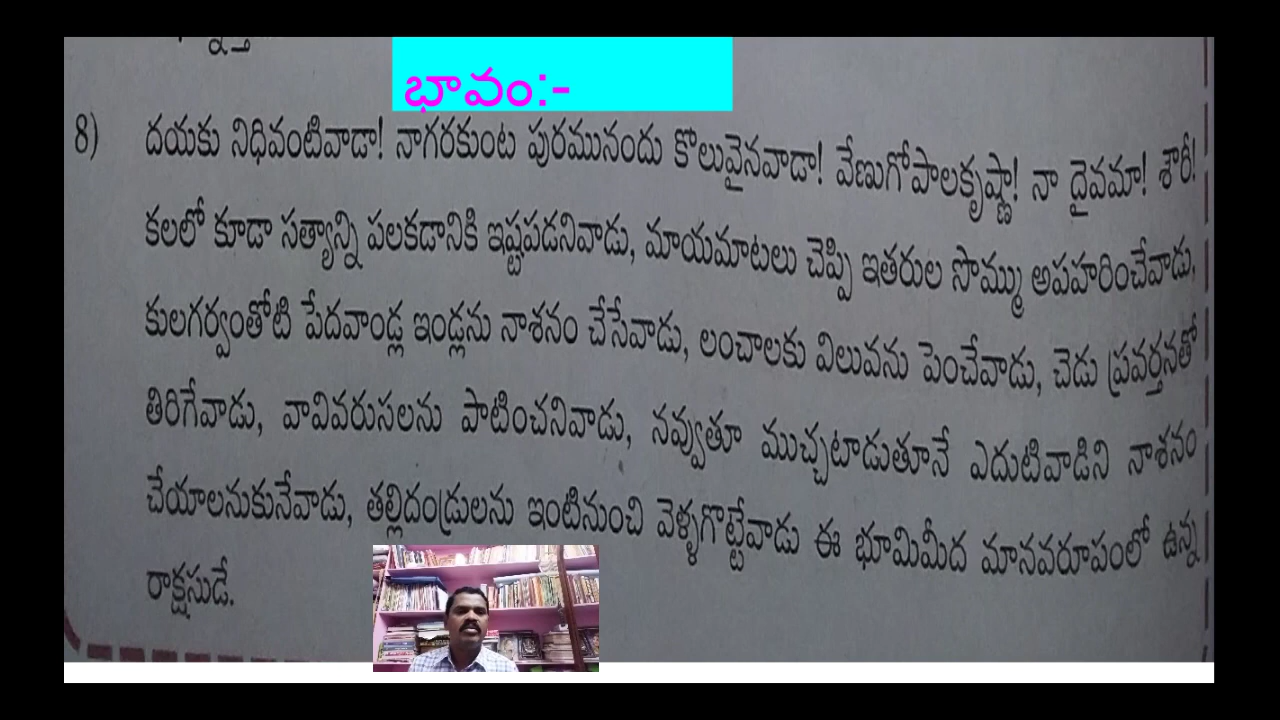 భావం:-
8) దయకు నిధివంటివాడా! నాగరకుంట పురమునందు కొలువైనవాడా! వేణుగోపాలకృష్ణా! నా దైవమా! శౌరీ!
కలలో కూడా సత్యాన్ని పలకడానికి ఇష్టపడనివాడు, మాయమాటలు చెప్పి ఇతరుల సొమ్ము అపహరించేవాడు,
కులగర్వంతోటి పేదవాండ్ల ఇండ్లను నాశనం చేసేవాడు, లంచాలకు విలువను పెంచేవాడు, చెడు ప్రవర్తనతో
తిరిగేవాడు, వావివరుసలను పాటించనివాడు, నవ్వుతూ ముచ్చటాడుతూనే ఎదుటివాడిని నాశనం
చేయాలనుకునేవాడు, తల్లిదండ్రులను ఇంటినుంచి వెళ్ళగొట్టేవాడు ఈ భూమిమీద మానవరూపంలో ఉన్న
రాక్షసుడే.